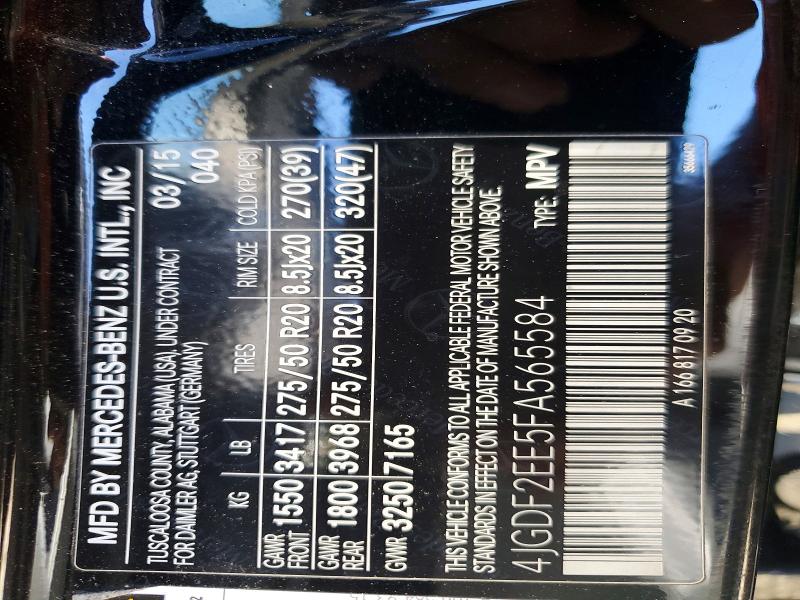 MFD BY MERCEDES-BENZ U.S. INTL., INC
TUSCALOOSA COUNTY, ALABAMA (USA), UNDER CONTRACT 03/15
FOR DAIMLER AG, STUTTGART (GERMANY) 040
KG LB TIRES RIM SIZE COLD KPA (PSI)
GAWR FRONT 1550 3417 275/50 R20 8.5Jx20 270(39)
GAWR REAR 1800 3968 275/50 R20 8.5Jx20 320(47)
GWR 3250 7165
THIS VEHICLE CONFORMS TO ALL APPLICABLE FEDERAL MOTOR VEHICLE SAFETY
STANDARDS IN EFFECT ON THE DATE OF MANUFACTURE SHOWN ABOVE.
4JGDF2EE5FA565584 TYPE: MPV
A 166 817 09 20